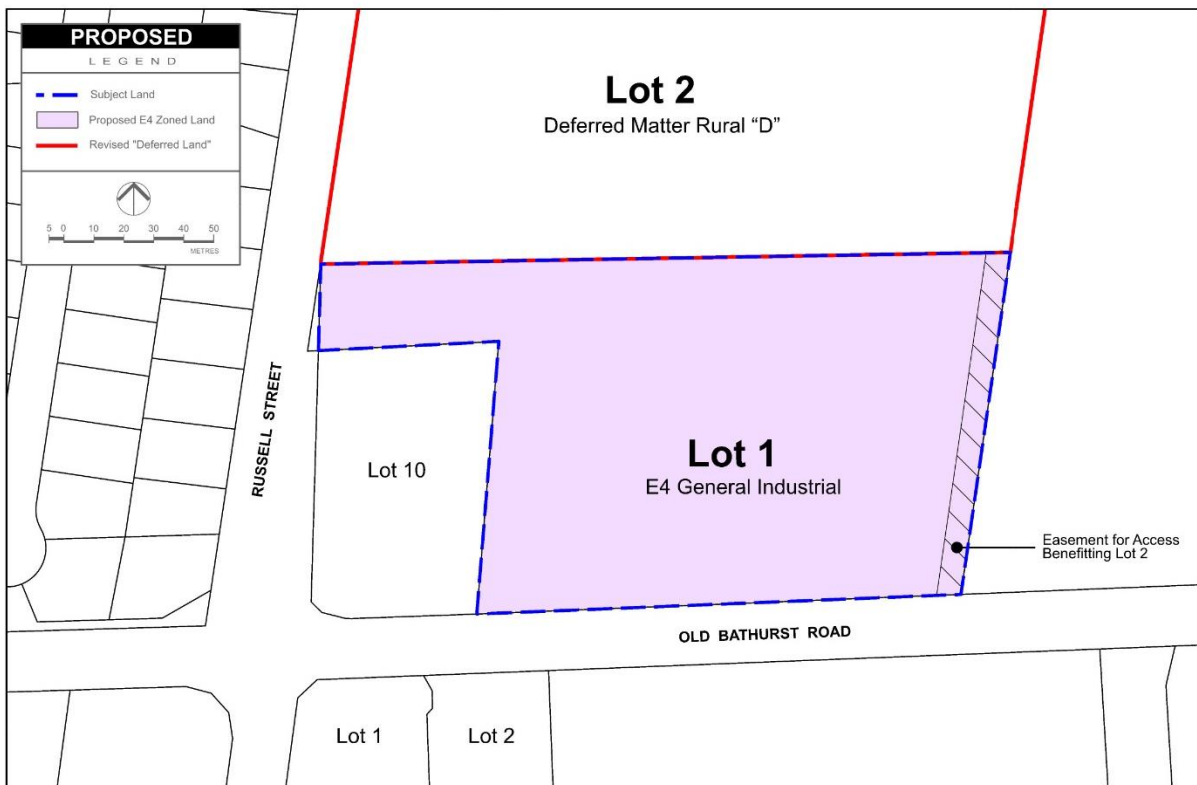 PROPOSED
LEGEND
Subject Land
Proposed E4 Zoned Land
Revised "Deferred Land"
5 0 10 20 30 40 50
METRES
Lot 2
Deferred Matter Rural “D”
RUSSELL STREET
Lot 10
Lot 1
E4 General Industrial
Easement for Access
Benefitting Lot 2
OLD BATHURST ROAD
Lot 1
Lot 2